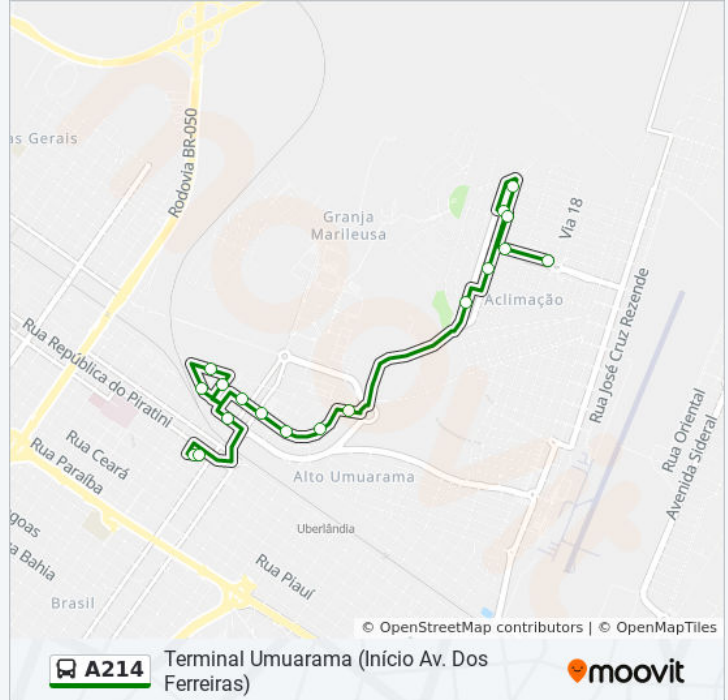 as Gerais
Rodovia BR-050
Granja
Marileusa
Via 18
Aclimação
Rua José Cruz Rezende
Rua República do Piratini
Rua Ceará
Rua Paraíba
Rua Oriental
Avenida Sideral
Alto Umuarama
goas
a Bahia
Uberlândia
Rua Piauí
Brasil
© OpenStreetMap contributors | © OpenMapTiles
A214
Terminal Umuarama (Início Av. Dos
Ferreiras)
moovit